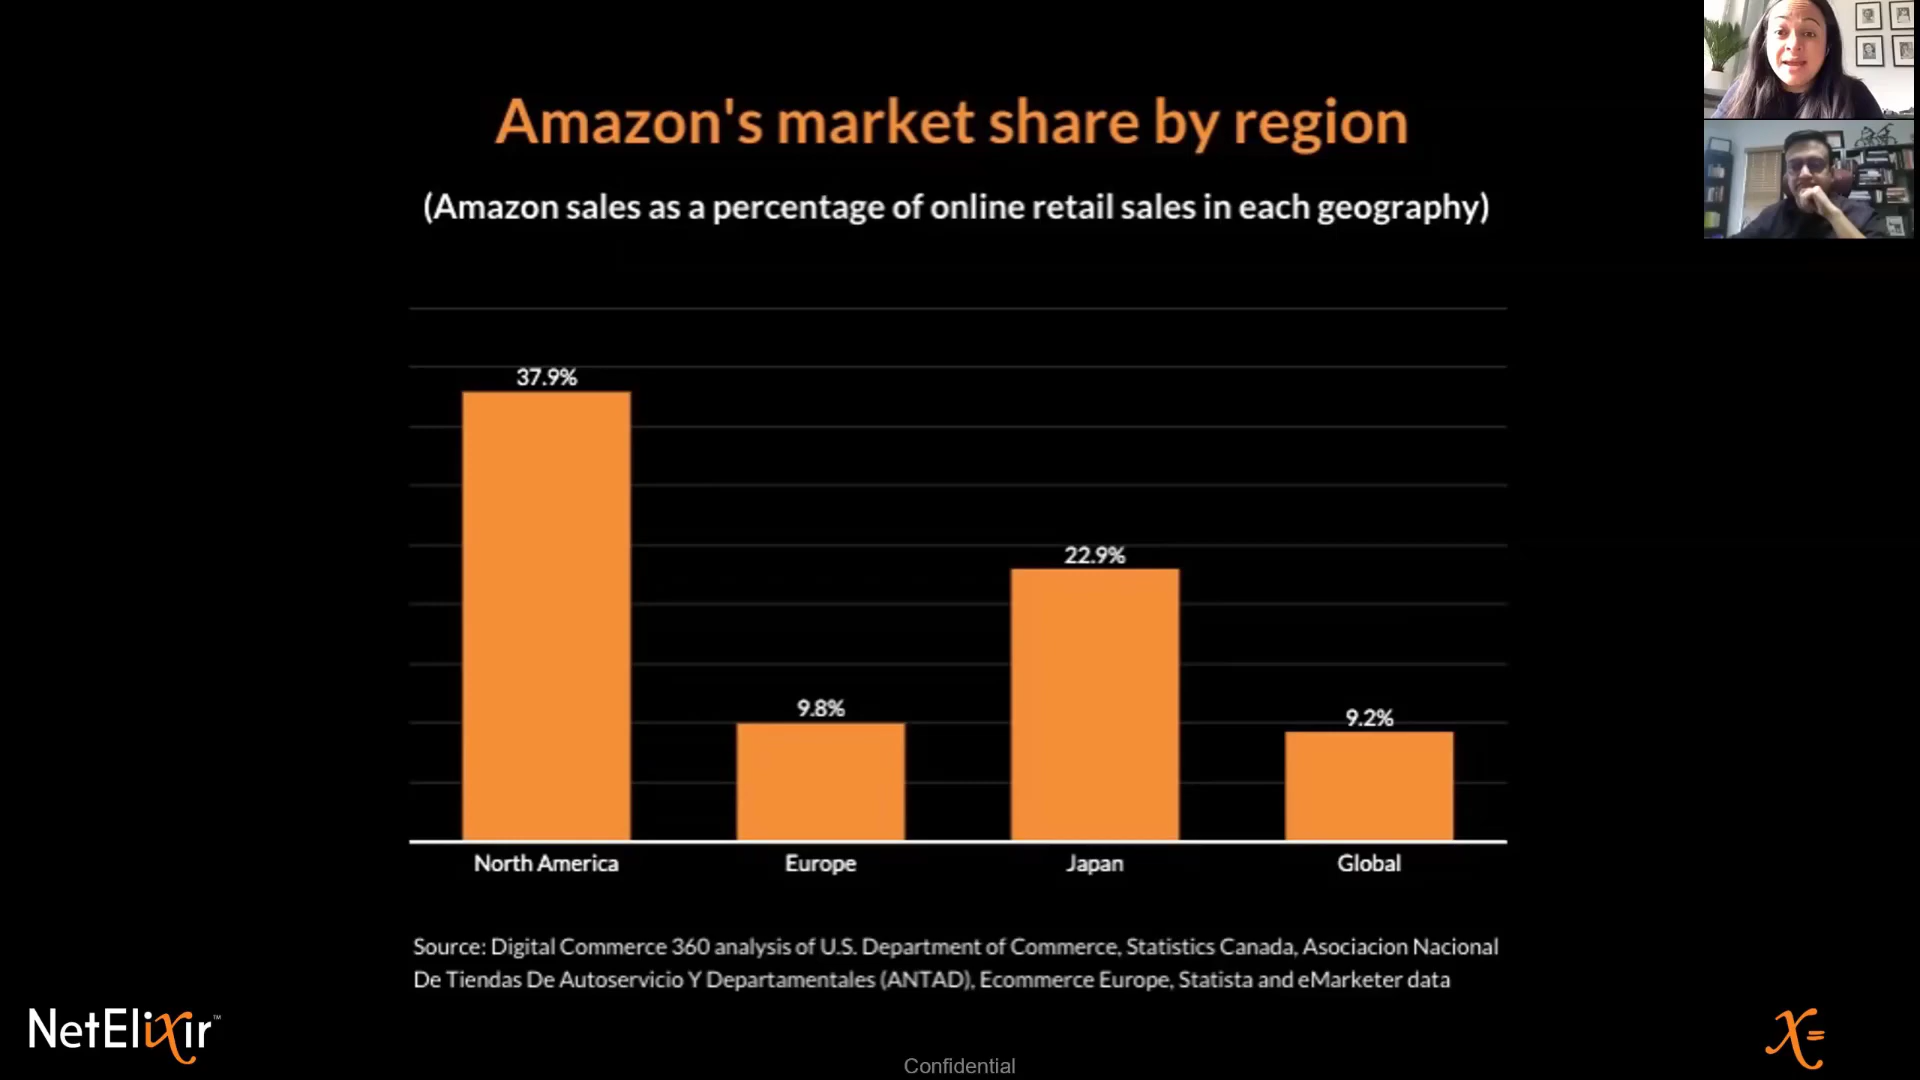 Amazon's market share by region
(Amazon sales as a percentage of online retail sales in each geography)
37.9%
9.8%
22.9%
9.2%
North America
Europe
Japan
Global
Source: Digital Commerce 360 analysis of U.S. Department of Commerce, Statistics Canada, Asociacion Nacional
De Tiendas De Autoservicio Y Departamentales (ANTAD), Ecommerce Europe, Statista and eMarketer data
NetElixir™
X=
Confidential